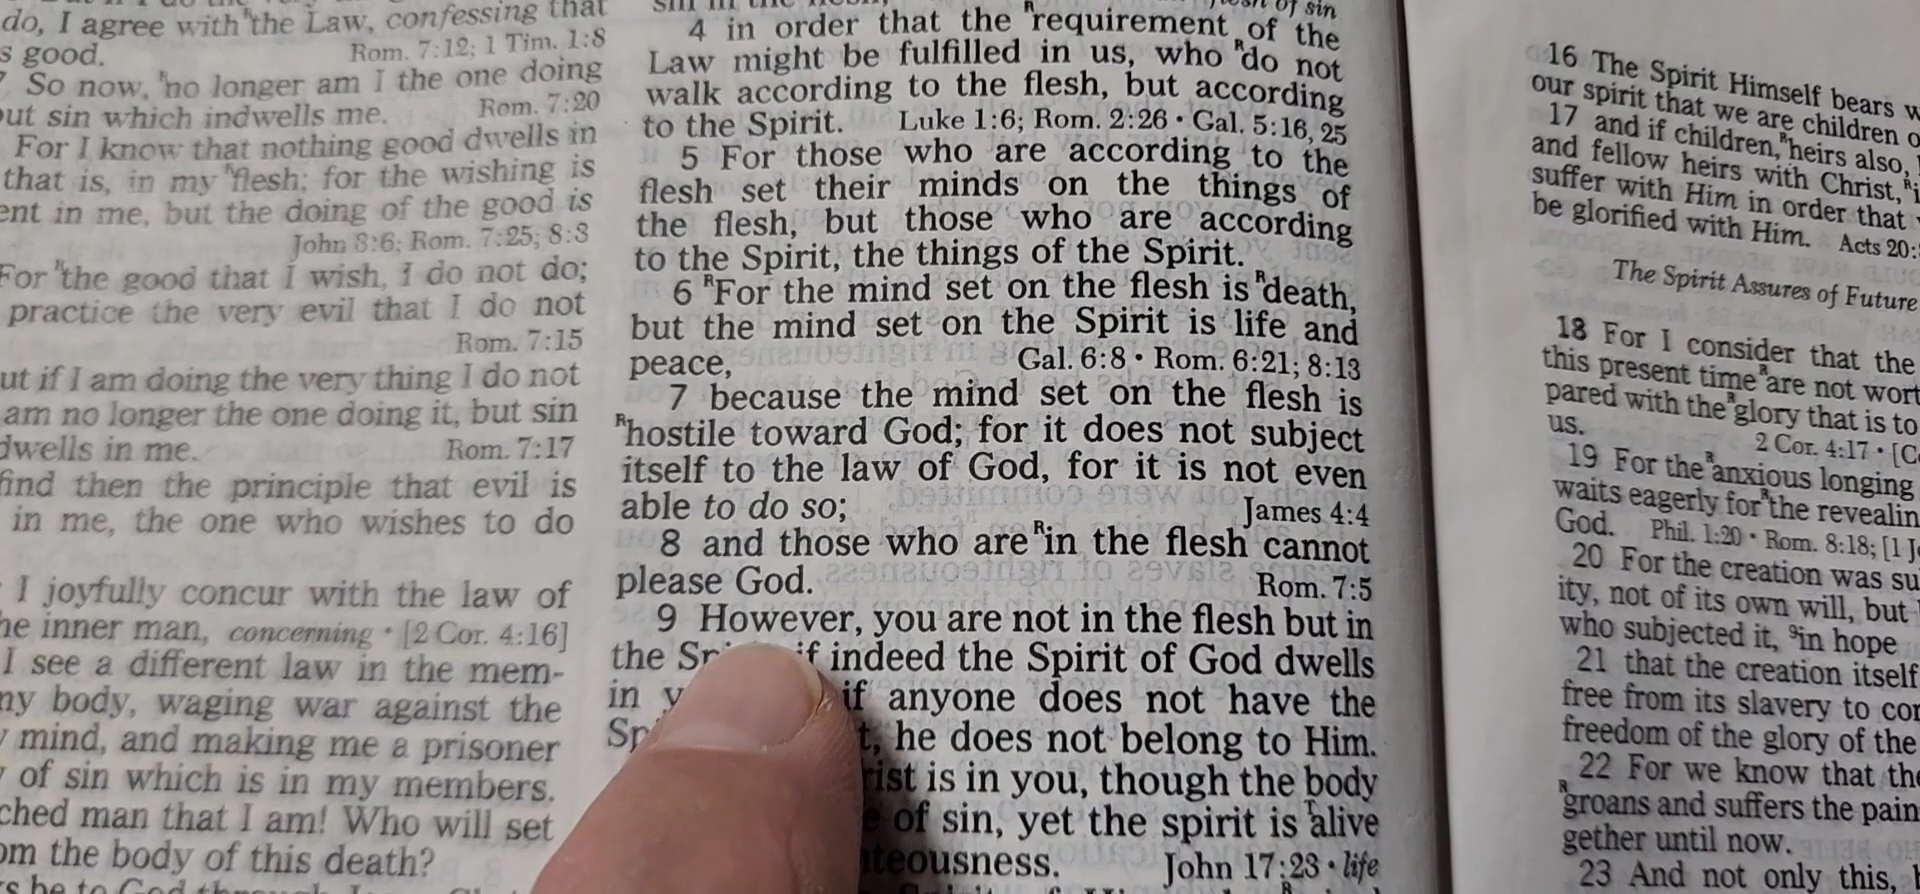 do, I agree with the Law, confessing that
s good. Rom. 7:12; 1 Tim. 1:8
So now, ᴿno longer am I the one doing
out sin which indwells me. Rom. 7:20
For I know that nothing good dwells in
that is, in my flesh; for the wishing is
ent in me, but the doing of the good is
John 3:6; Rom. 7:25; 8:3
For ᴿthe good that I wish, I do not do;
practice the very evil that I do not
Rom. 7:15
ut if I am doing the very thing I do not
am no longer the one doing it, but sin
dwells in me. Rom. 7:17
find then the principle that evil is
in me, the one who wishes to do
I joyfully concur with the law of
he inner man, concerning • [2 Cor. 4:16]
I see a different law in the mem-
my body, waging war against the
mind, and making me a prisoner
of sin which is in my members.
ched man that I am! Who will set
om the body of this death?
of sin
4 in order that the ᴿrequirement of the
Law might be fulfilled in us, who ᴿdo not
walk according to the flesh, but according
to the Spirit. Luke 1:6; Rom. 2:26 • Gal. 5:16, 25
5 For those who are according to the
flesh set their minds on the things of
the flesh, but those who are according
to the Spirit, the things of the Spirit.
6 ᴿFor the mind set on the flesh is ᴿdeath,
but the mind set on the Spirit is life and
peace, Gal. 6:8 • Rom. 6:21; 8:13
7 because the mind set on the flesh is
ᴿhostile toward God; for it does not subject
itself to the law of God, for it is not even
able to do so; James 4:4
8 and those who are ᴿin the flesh cannot
please God. Rom. 7:5
9 However, you are not in the flesh but in
the if indeed the Spirit of God dwells
in if anyone does not have the
t, he does not belong to Him.
rist is in you, though the body
of sin, yet the spirit is ᵀalive
teousness. John 17:23 • life
16 The Spirit Himself bears w
our spirit that we are children o
17 and if children, ᴿheirs also,
and fellow heirs with Christ, ᴿi
suffer with Him in order that
be glorified with Him. Acts 20:
The Spirit Assures of Future
18 For I consider that the
this present time ᴿare not wort
pared with the ᴿglory that is to
us. 2 Cor. 4:17 • [C
19 For the ᴿanxious longing
waits eagerly for ᴿthe revealin
God. Phil. 1:20 • Rom. 8:18; [1 J
20 For the creation was su
ity, not of its own will, but
who subjected it, ⁹in hope
21 that the creation itself
free from its slavery to cor
freedom of the glory of the
22 For we know that the
ᴿgroans and suffers the pain
gether until now.
23 And not only this,